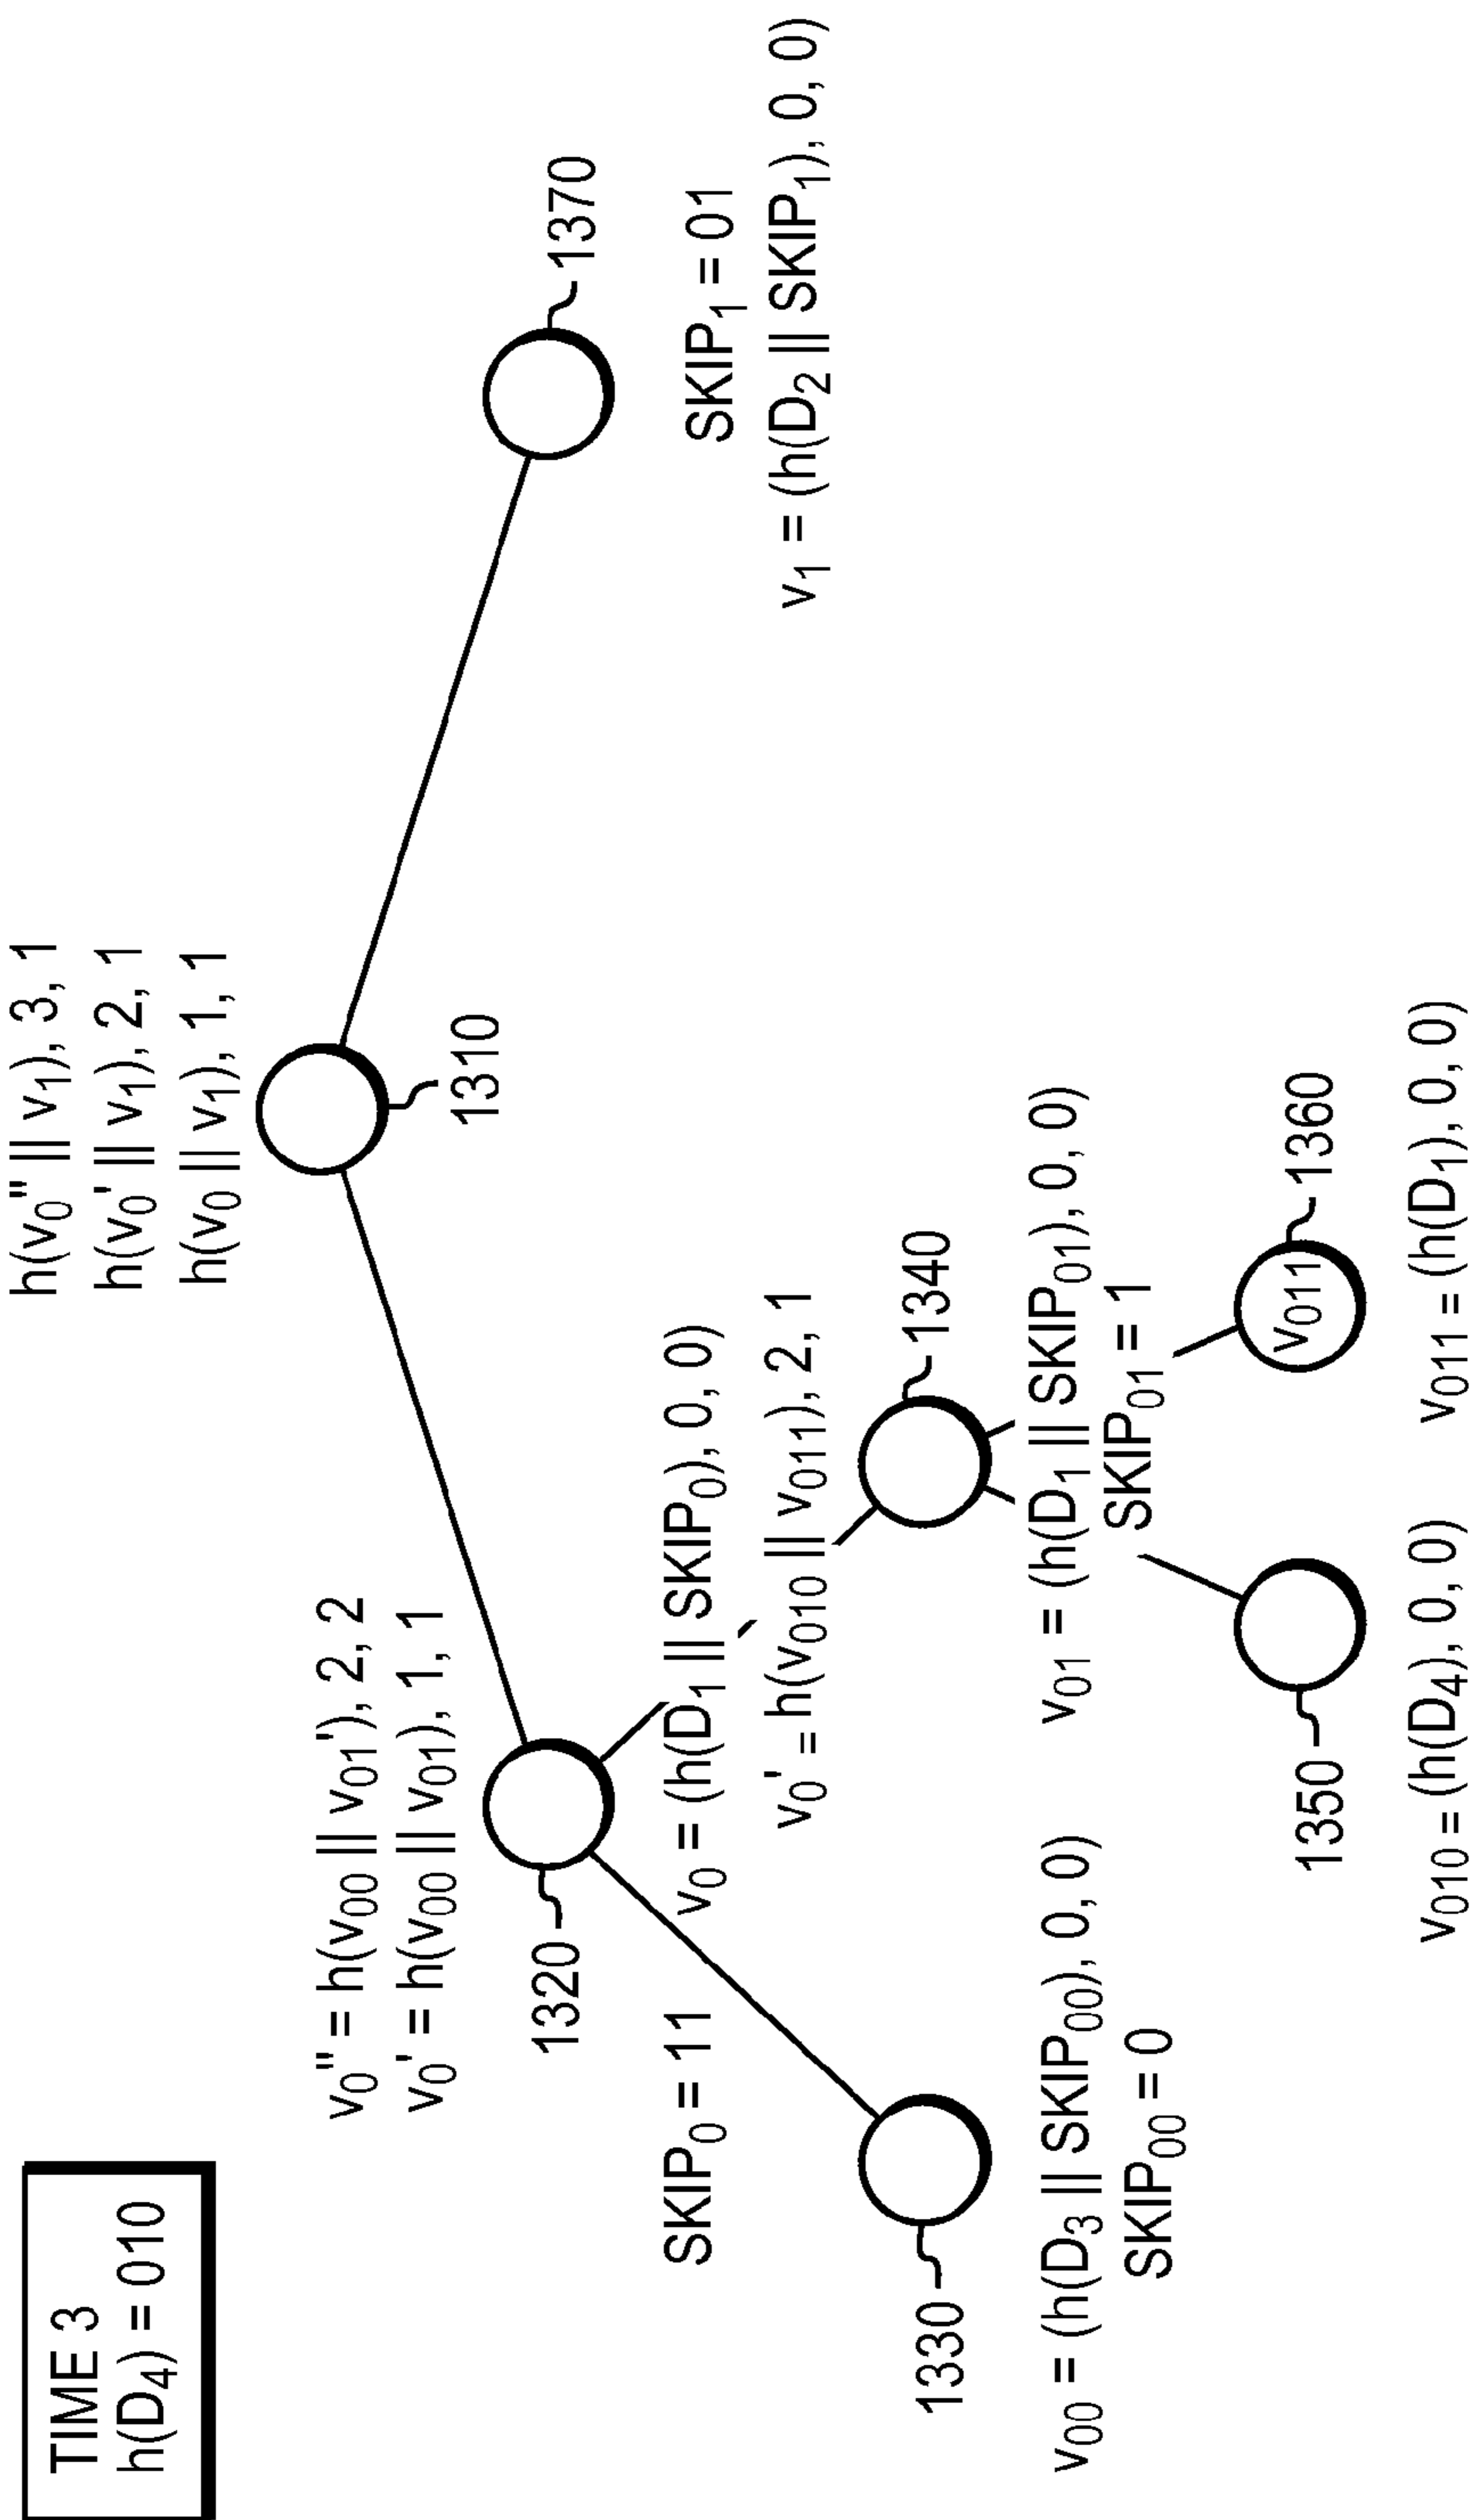 TIME 3
h(D₄) = 010
h(v₀'' || v₁), 3, 1
h(v₀' || v₁), 2, 1
h(v₀ || v₁), 1, 1
1310
v₀'' = h(v₀₀ || v₀₁'), 2, 2
v₀' = h(v₀₀ || v₀₁), 1, 1
1320
1370
SKIP₀ = 11
v₀ = (h(D₁ || SKIP₀), 0, 0)
SKIP₁ = 01
v₁ = (h(D₂ || SKIP₁), 0, 0)
v₀' = h(v₀₁₀ || v₀₁₁), 2, 1
1330
1340
v₀₀ = (h(D₃ || SKIP₀₀), 0, 0)
SKIP₀₀ = 0
v₀₁ = (h(D₁ || SKIP₀₁), 0, 0)
SKIP₀₁ = 1
1350
v₀₁₁
1360
v₀₁₀ = (h(D₄), 0, 0)
v₀₁₁ = (h(D₁), 0, 0)